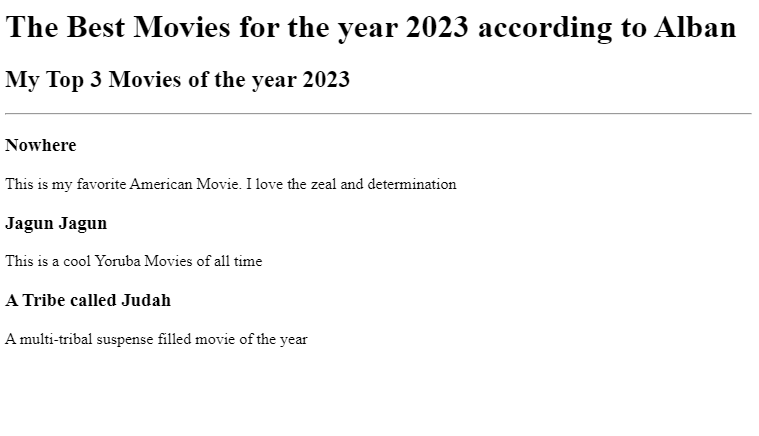 The Best Movies for the year 2023 according to Alban
My Top 3 Movies of the year 2023
Nowhere
This is my favorite American Movie. I love the zeal and determination
Jagun Jagun
This is a cool Yoruba Movies of all time
A Tribe called Judah
A multi-tribal suspense filled movie of the year